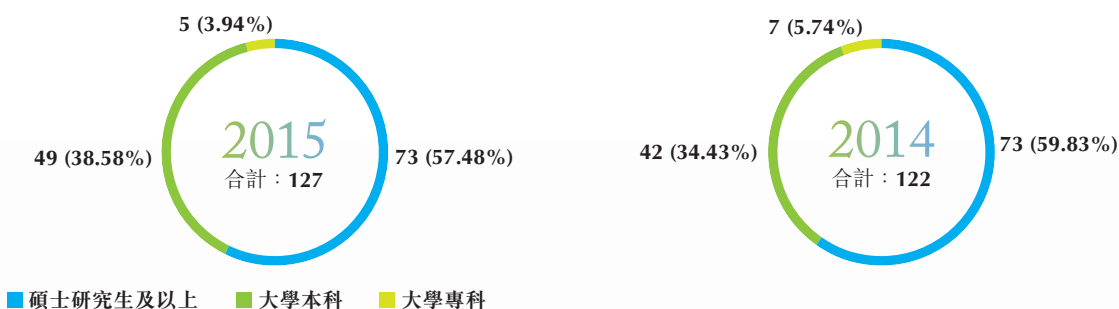 5 (3.94%)
49 (38.58%)
2015
合計：127
73 (57.48%)
7 (5.74%)
42 (34.43%)
2014
合計：122
73 (59.83%)
碩士研究生及以上
大學本科
大學專科